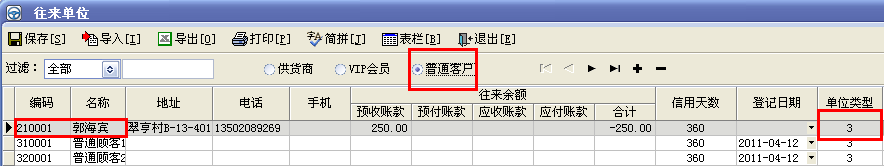 往来单位
保存[S] 导入[I] 导出[O] 打印[P] 简拼[J] 表栏[B] 退出[E]
过滤： 全部 供货商 VIP会员 普通客户
编码 名称 地址 电话 手机 往来余额 信用天数 登记日期 单位类型
预收账款 预付账款 应收账款 应付账款 合计
210001 郭海宾 翠亨村B-13-401 13502089269 250.00 -250.00 360 3
310001 普通顾客1 360 2011-04-12 3
320001 普通顾客2 360 2011-04-12 3